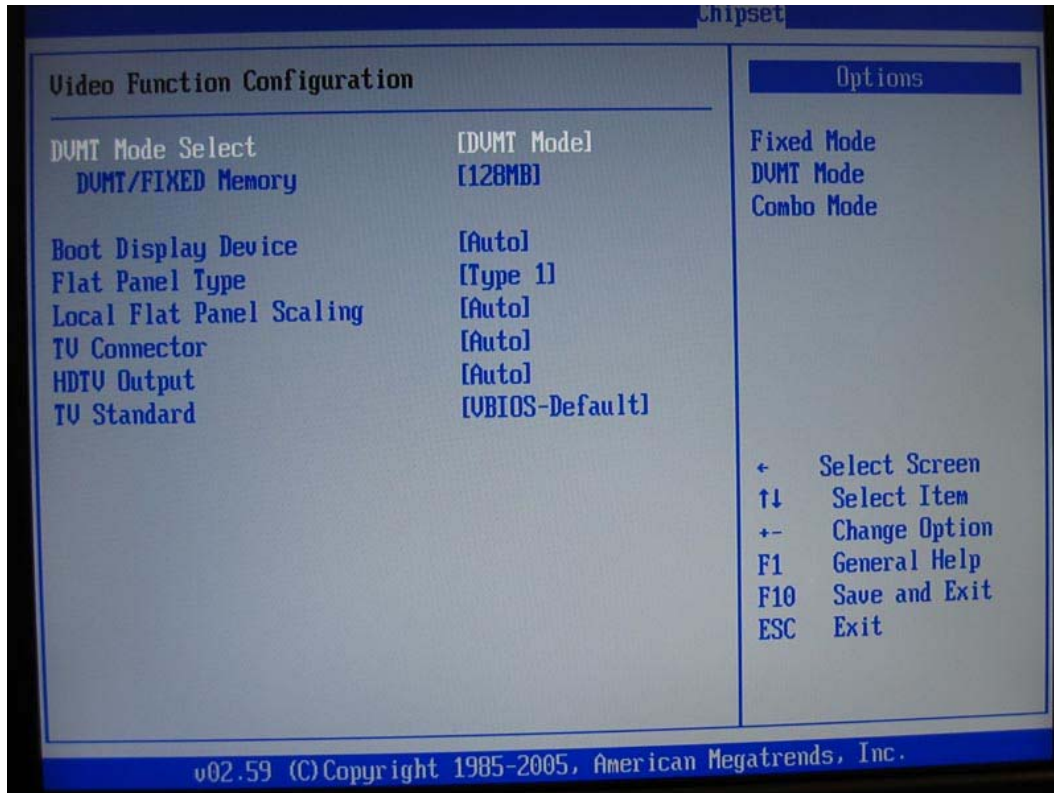 Chipset
Video Function Configuration
DVMT Mode Select [DVMT Mode]
DVMT/FIXED Memory [128MB]
Boot Display Device [Auto]
Flat Panel Type [Type 1]
Local Flat Panel Scaling [Auto]
TV Connector [Auto]
HDTV Output [Auto]
TV Standard [VBIOS-Default]
Options
Fixed Mode
DVMT Mode
Combo Mode
← Select Screen
↑↓ Select Item
+- Change Option
F1 General Help
F10 Save and Exit
ESC Exit
v02.59 (C)Copyright 1985-2005, American Megatrends, Inc.